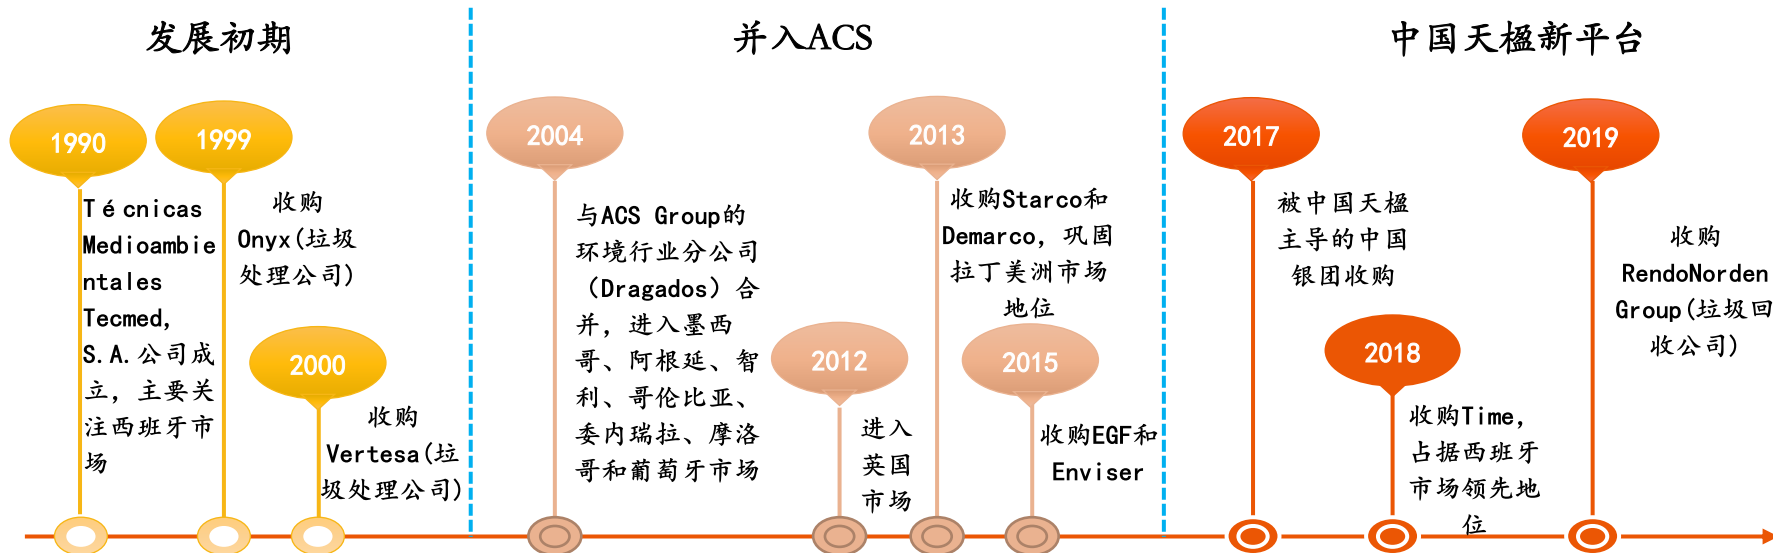 发展初期
并入ACS
中国天楹新平台
1990
Técnicas
Medioambie
ntales
Tecmed,
S.A.公司成
立，主要关
注西班牙市
场
1999
收购
Onyx(垃圾
处理公司)
2000
收购
Vertesa(垃
圾处理公司)
2004
与ACS Group的
环境行业分公司
（Dragados）合
并，进入墨西
哥、阿根廷、智
利、哥伦比亚、
委内瑞拉、摩洛
哥和葡萄牙市场
2012
进入
英国
市场
2013
收购Starco和
Demarco，巩固
拉丁美洲市场
地位
2015
收购EGF和
Enviser
2017
被中国天楹
主导的中国
银团收购
2018
收购Time，
占据西班牙
市场领先地
位
2019
收购
RendoNorden
Group(垃圾回
收公司)